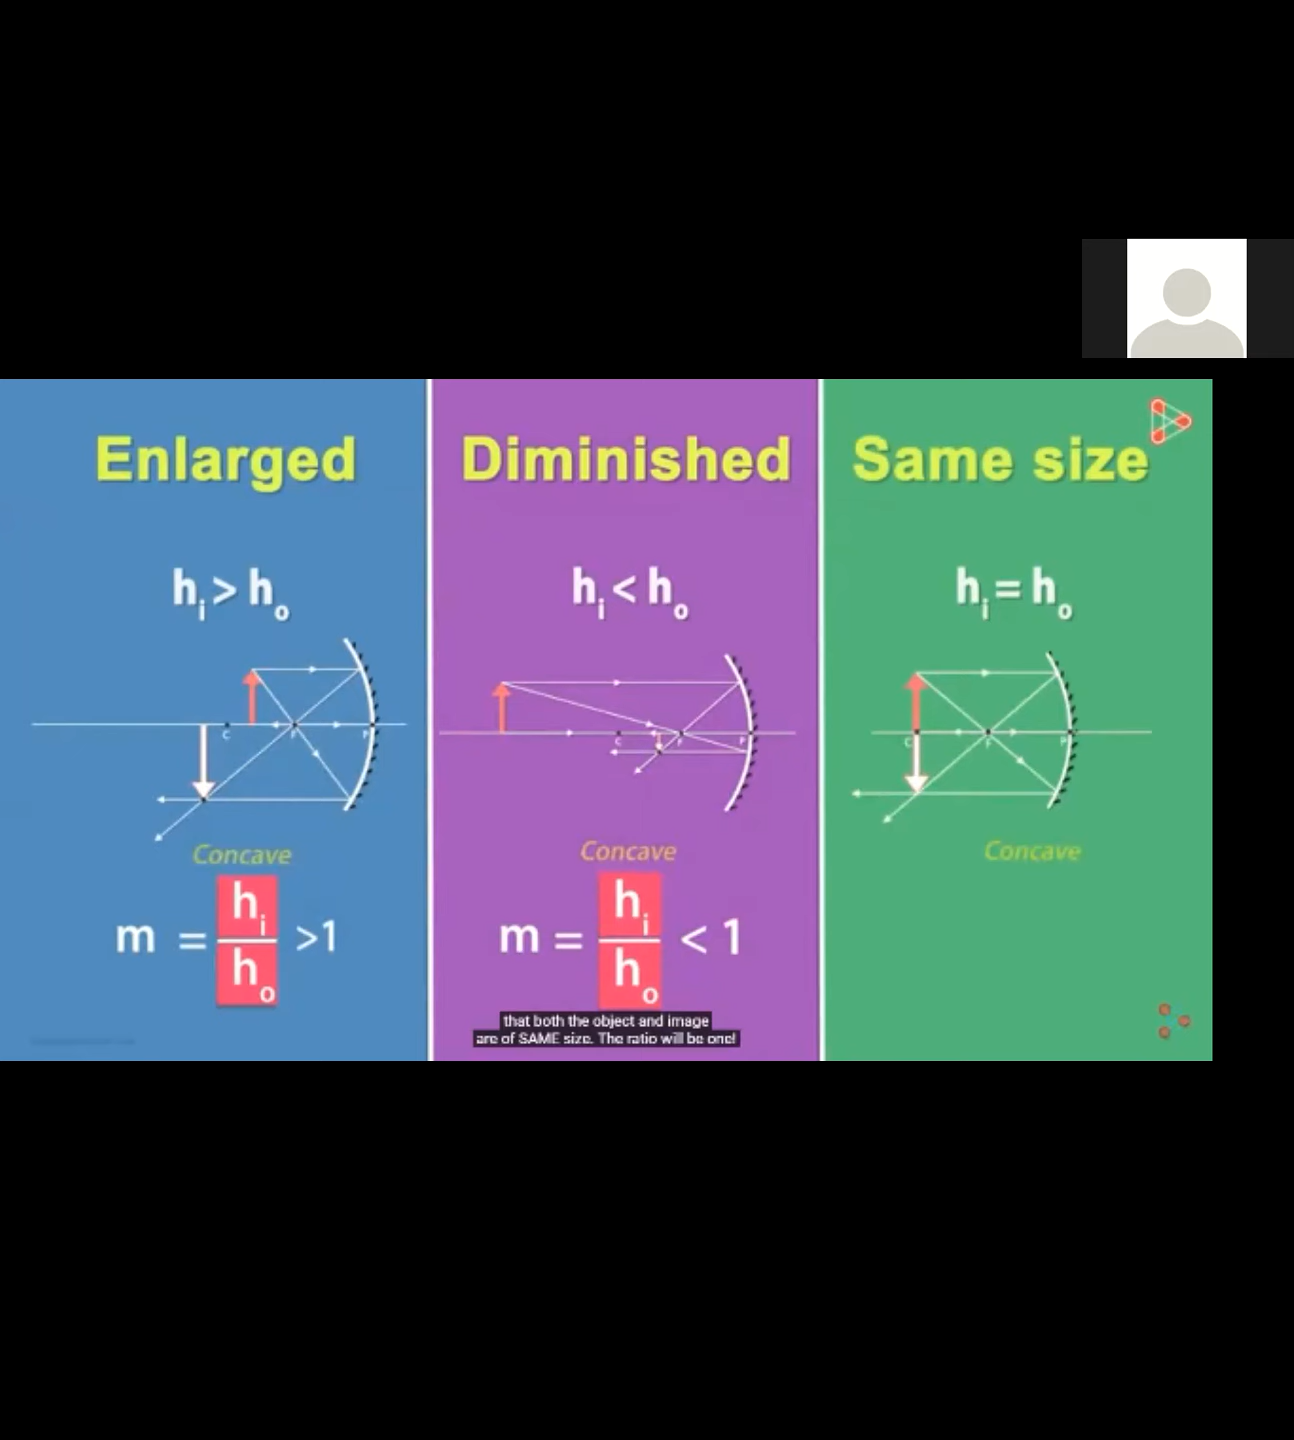 Enlarged
hi > ho
C F P
Concave
m = hi/ho >1
Diminished
hi < ho
C F P
Concave
m = hi/ho < 1
that both the object and image
are of SAME size. The ratio will be one!
Same size
hi = ho
C F P
Concave